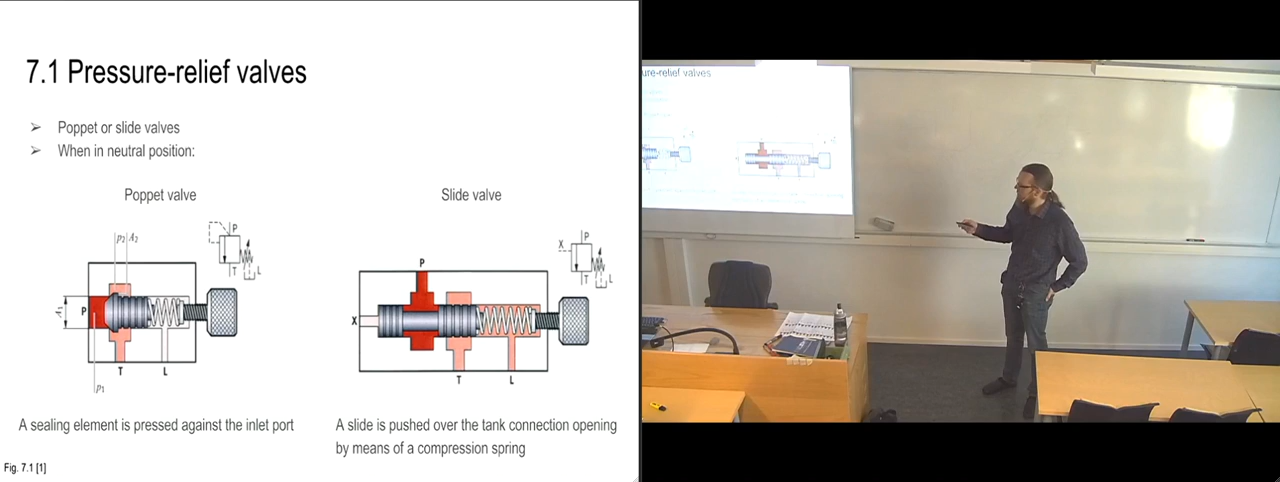 7.1 Pressure-relief valves
➢ Poppet or slide valves
➢ When in neutral position:
Poppet valve
Slide valve
p₂ A₂
P
T
L
A₁
P
T
L
p₁
P
X
T
L
X
P
T
L
A sealing element is pressed against the inlet port
A slide is pushed over the tank connection opening
by means of a compression spring
Fig. 7.1 [1]
ure-relief valves